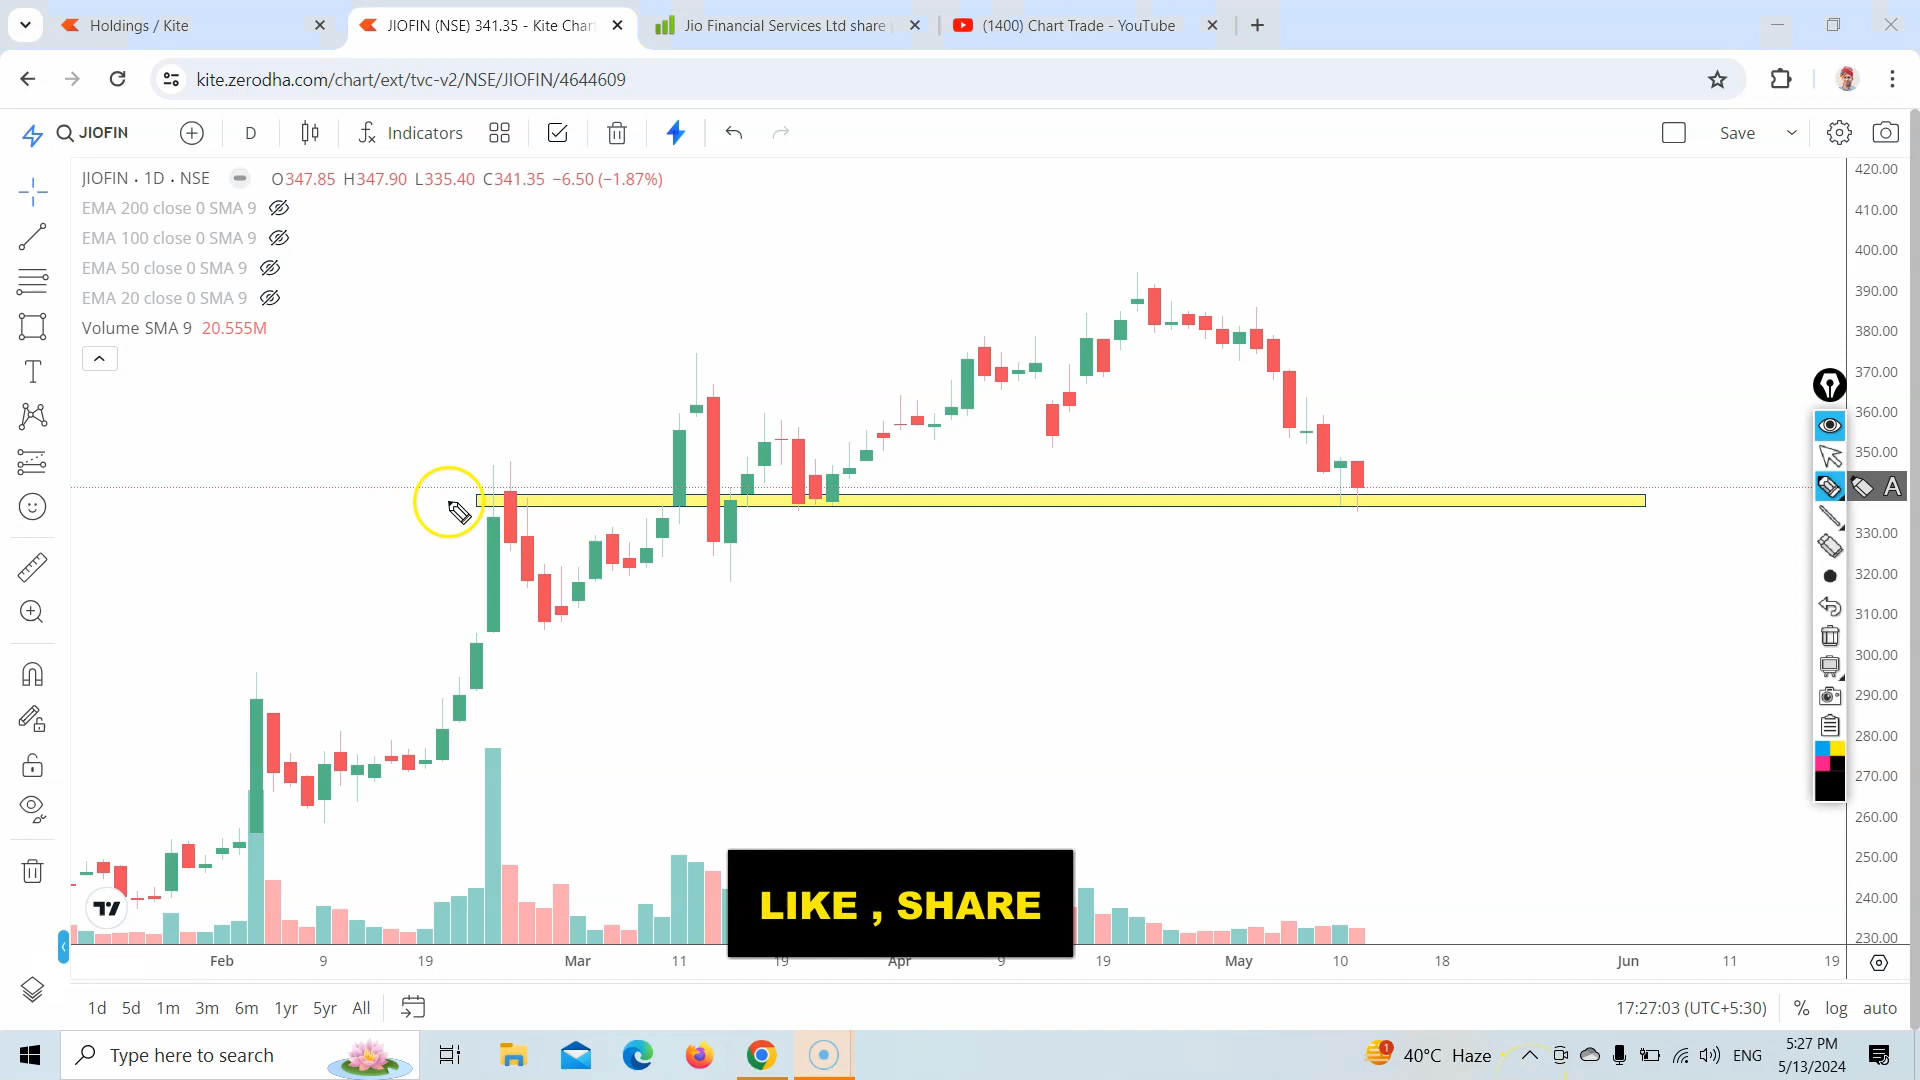 Holdings / Kite
JIOFIN (NSE) 341.35 - Kite Char
Jio Financial Services Ltd share
(1400) Chart Trade - YouTube
kite.zerodha.com/chart/ext/tvc-v2/NSE/JIOFIN/4644609
JIOFIN
D
Indicators
Save
JIOFIN · 1D · NSE
O347.85 H347.90 L335.40 C341.35 −6.50 (−1.87%)
EMA 200 close 0 SMA 9
EMA 100 close 0 SMA 9
EMA 50 close 0 SMA 9
EMA 20 close 0 SMA 9
Volume SMA 9 20.555M
420.00
410.00
400.00
390.00
380.00
370.00
360.00
350.00
330.00
320.00
310.00
300.00
290.00
280.00
270.00
260.00
250.00
240.00
230.00
A
LIKE , SHARE
Feb 9 19 Mar 11 19 Apr 9 19 May 10 18 Jun 11 19
1d 5d 1m 3m 6m 1yr 5yr All
17:27:03 (UTC+5:30) % log auto
Type here to search
1
40°C Haze
ENG
5:27 PM
5/13/2024